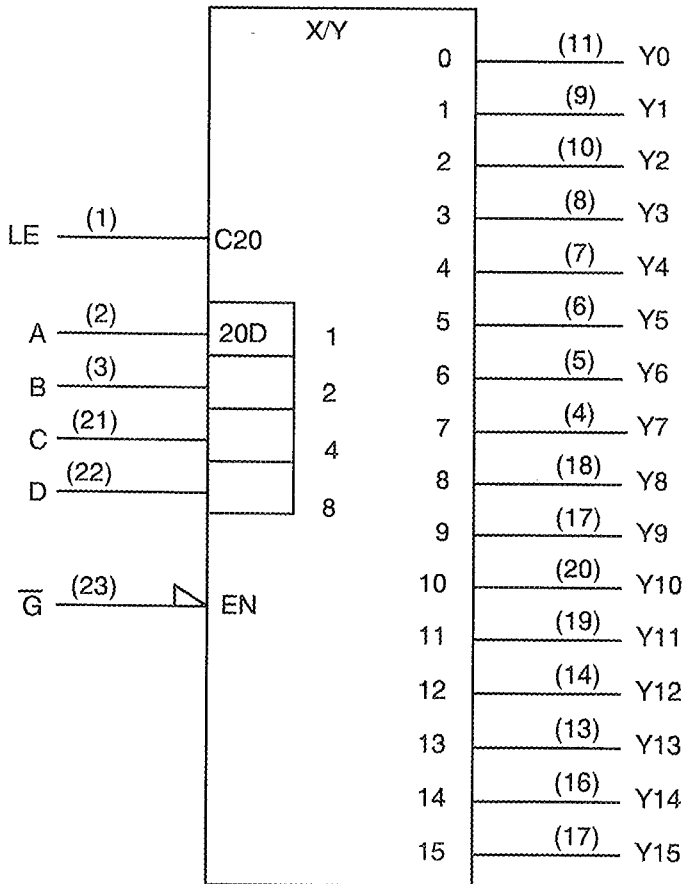 X/Y
0 (11) Y0
1 (9) Y1
2 (10) Y2
3 (8) Y3
LE (1) C20
4 (7) Y4
A (2) 20D 1
5 (6) Y5
B (3) 2
6 (5) Y6
C (21) 4
7 (4) Y7
D (22) 8
8 (18) Y8
9 (17) Y9
G̅ (23) EN
10 (20) Y10
11 (19) Y11
12 (14) Y12
13 (13) Y13
14 (16) Y14
15 (17) Y15